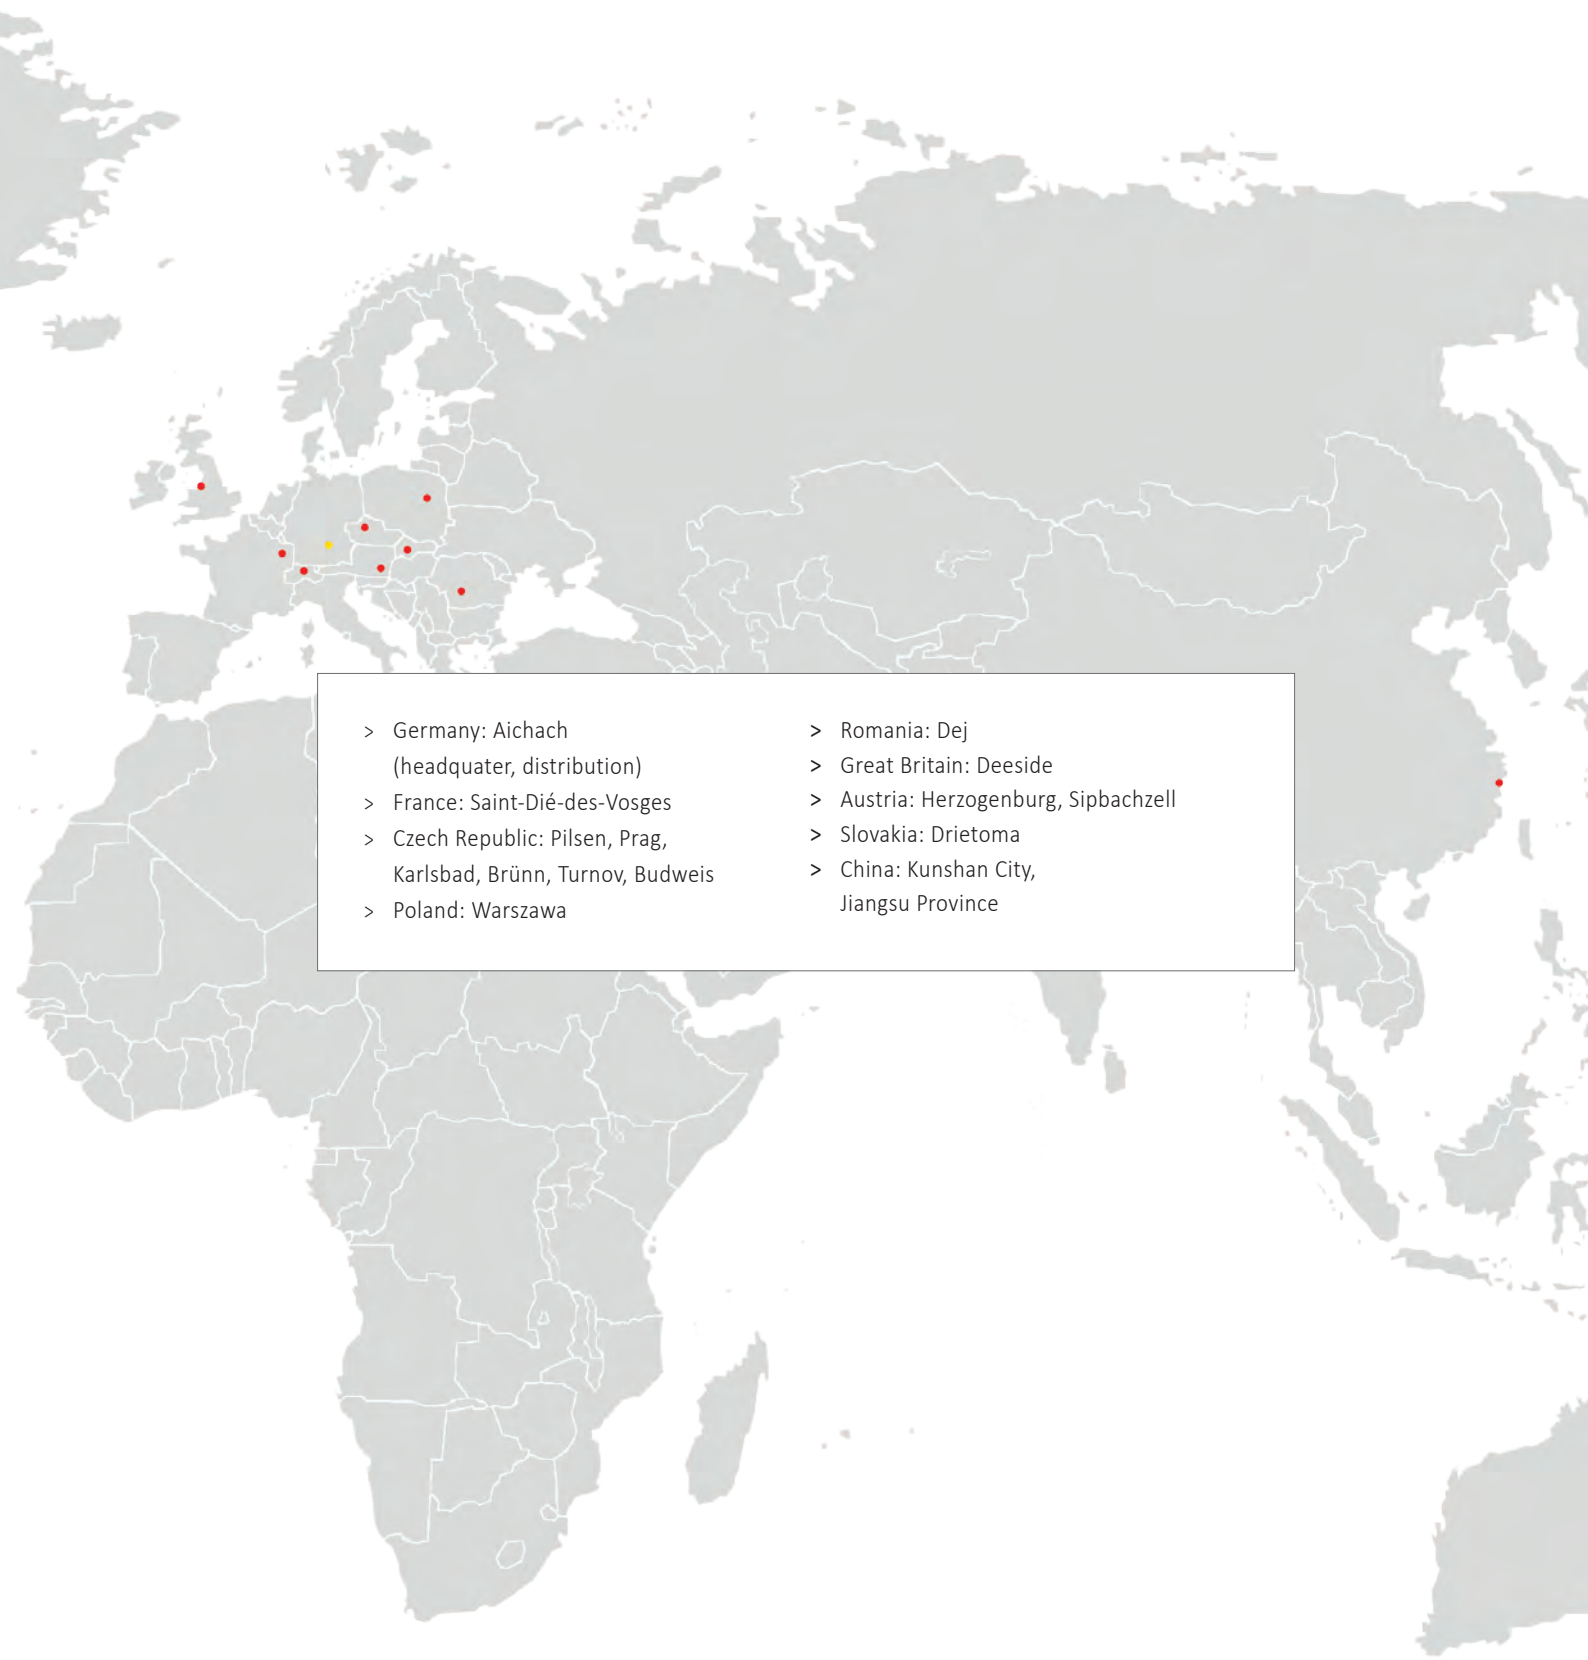 > Germany: Aichach
(headquater, distribution)
> France: Saint-Dié-des-Vosges
> Czech Republic: Pilsen, Prag,
Karlsbad, Brünn, Turnov, Budweis
> Poland: Warszawa
> Romania: Dej
> Great Britain: Deeside
> Austria: Herzogenburg, Sipbachzell
> Slovakia: Drietoma
> China: Kunshan City,
Jiangsu Province